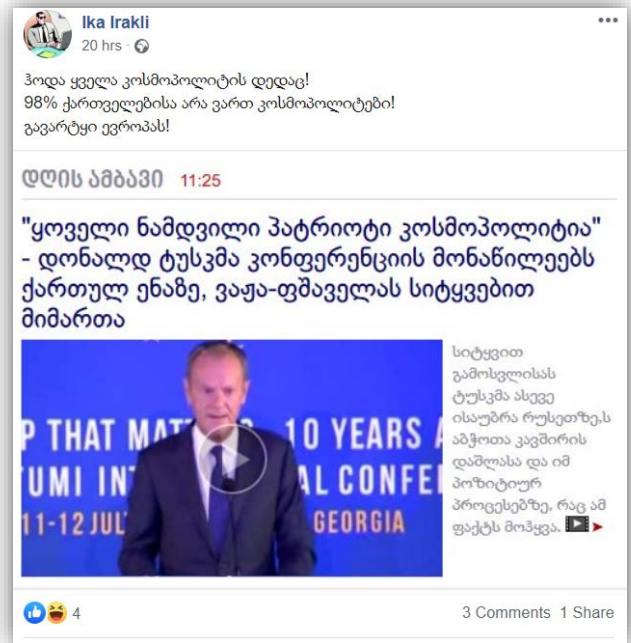 Ika Irakli
20 hrs ·
ჰოდა ყველა კოსმოპოლიტის დედაც!
98% ქართველებისა არა ვართ კოსმოპოლიტები!
გავარტყი ევროპას!
დღის ამბავი 11:25
"ყოველი ნამდვილი პატრიოტი კოსმოპოლიტია"
- დონალდ ტუსკმა კონფერენციის მონაწილეებს
ქართულ ენაზე, ვაჟა-ფშაველას სიტყვებით
მიმართა
სიტყვით
გამოსვლისას
ტუსკმა ასევე
ისაუბრა რუსეთზე,ს
აბჭოთა კავშირის
დაშლასა და იმ
პოზიტიურ
პროცესებზე, რაც ამ
ფაქტს მოჰყვა.
P THAT MATTERS - 10 YEARS A
UMI IN AL CONFE
11-12 JUL GEORGIA
4
3 Comments 1 Share